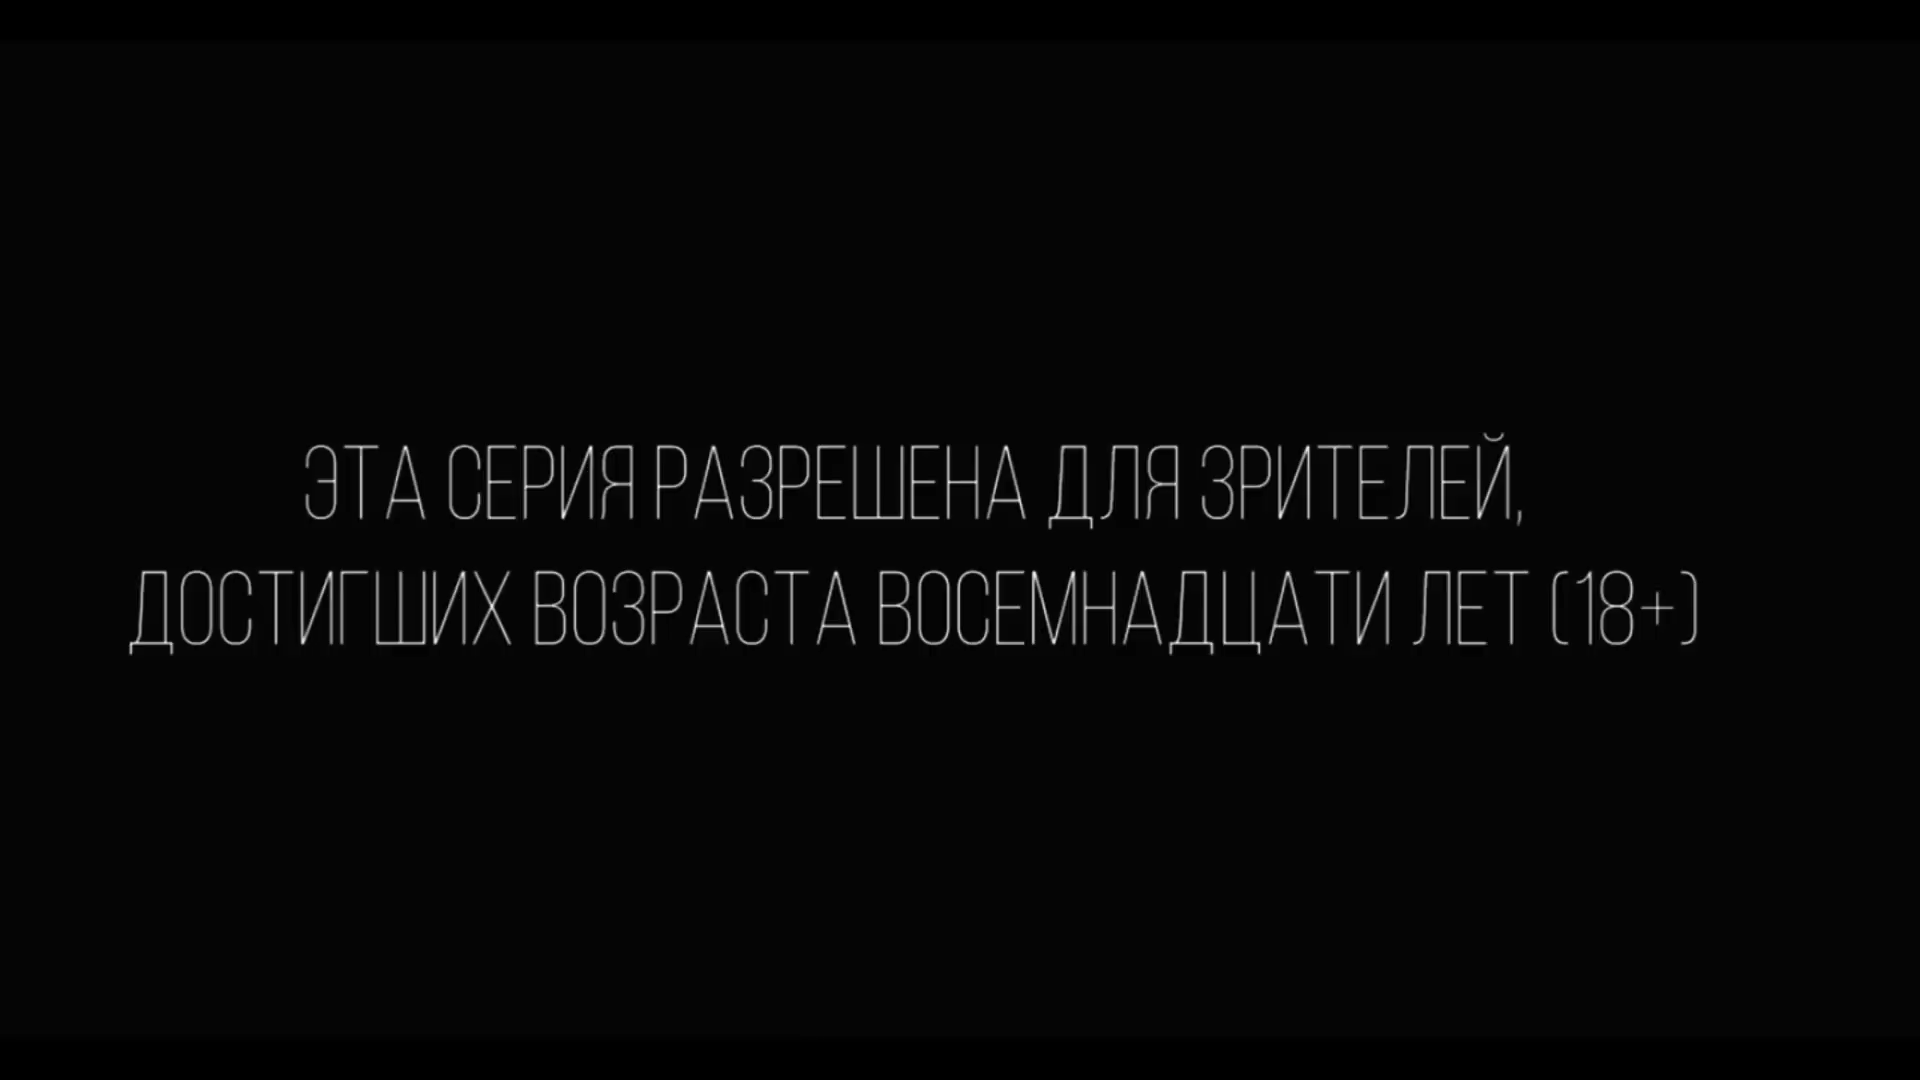 ЭТА СЕРИЯ РАЗРЕШЕНА ДЛЯ ЗРИТЕЛЕЙ,
ДОСТИГШИХ ВОЗРАСТА ВОСЕМНАДЦАТИ ЛЕТ (18+)